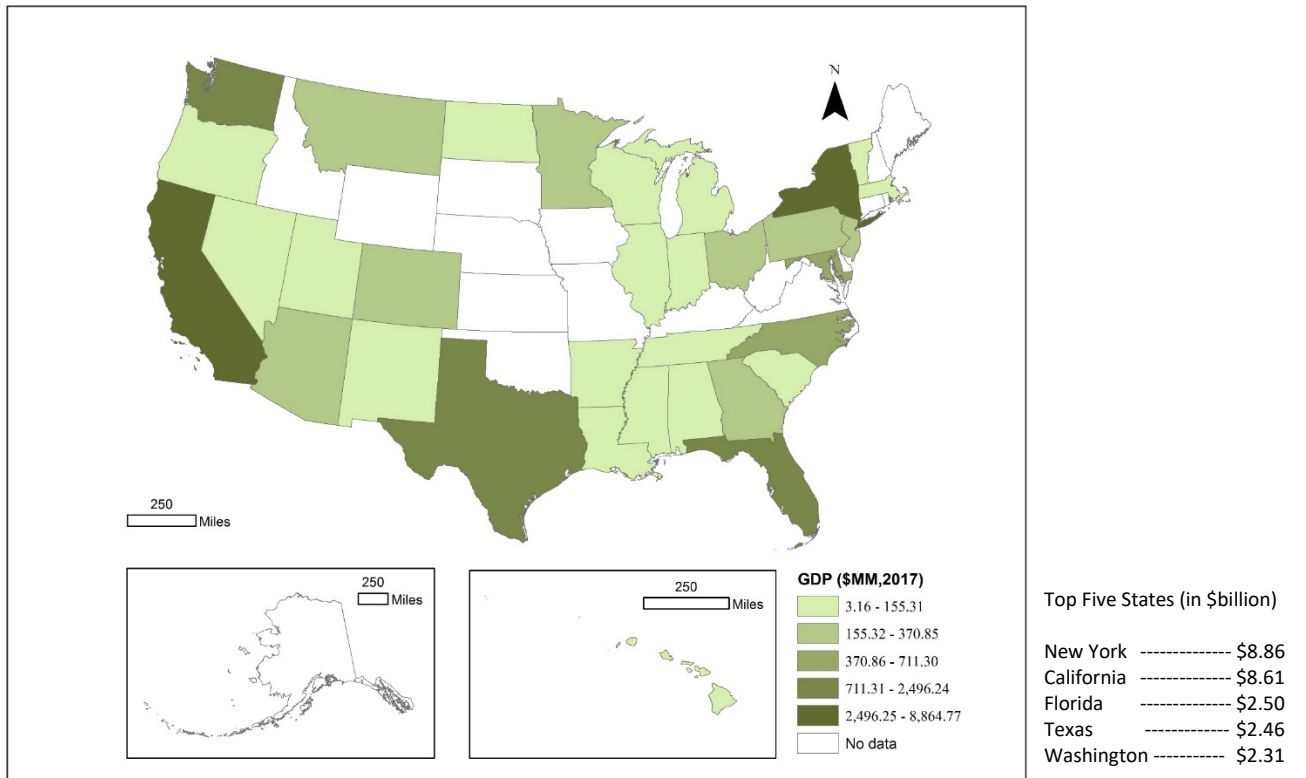 N
250
Miles
250
Miles
250
Miles
GDP ($MM,2017)
3.16 - 155.31
155.32 - 370.85
370.86 - 711.30
711.31 - 2,496.24
2,496.25 - 8,864.77
No data
Top Five States (in $billion)
New York -------------- $8.86
California -------------- $8.61
Florida -------------- $2.50
Texas ------------- $2.46
Washington ----------- $2.31